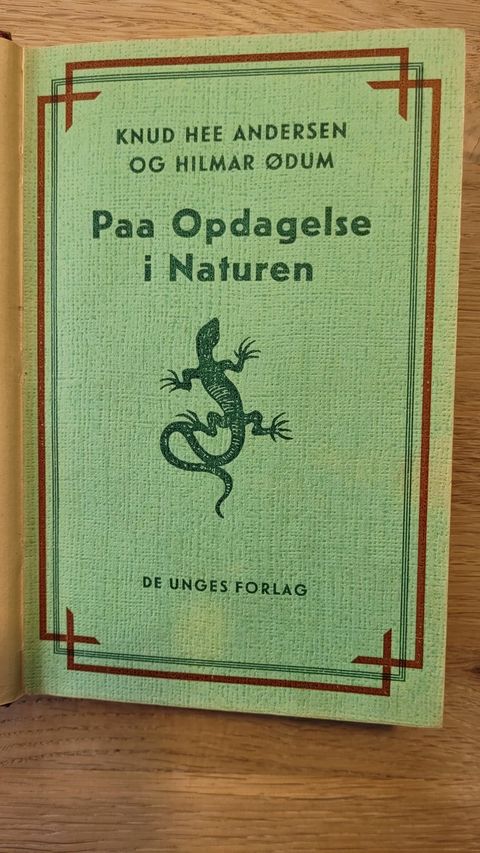 KNUD HEE ANDERSEN
OG HILMAR ØDUM
Paa Opdagelse
i Naturen
DE UNGES FORLAG